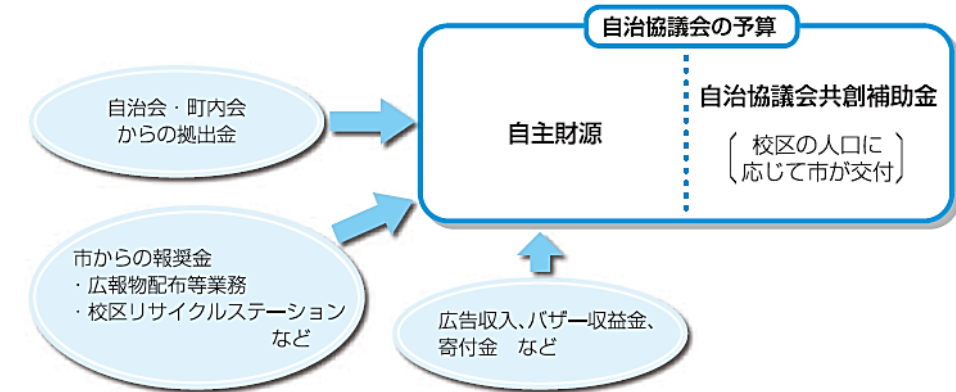 自治協議会の予算
自治会・町内会
からの拠出金
自主財源
自治協議会共創補助金
校区の人口に
応じて市が交付
市からの報奨金
・広報物配布等業務
・校区リサイクルステーション
など
広告収入、バザー収益金、
寄付金 など